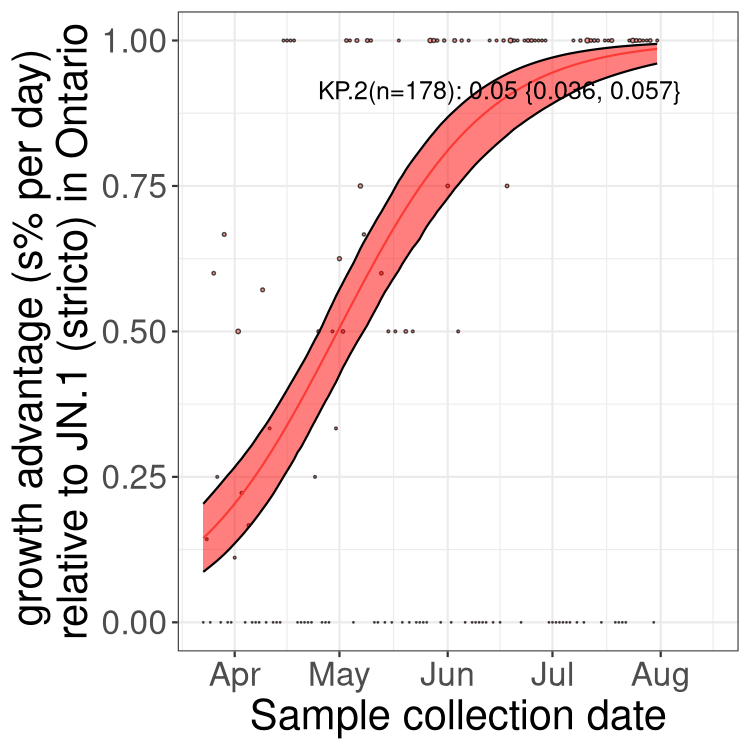 growth advantage (s% per day)
relative to JN.1 (stricto) in Ontario
1.00
0.75
0.50
0.25
0.00
KP.2(n=178): 0.05 {0.036, 0.057}
Apr May Jun Jul Aug
Sample collection date